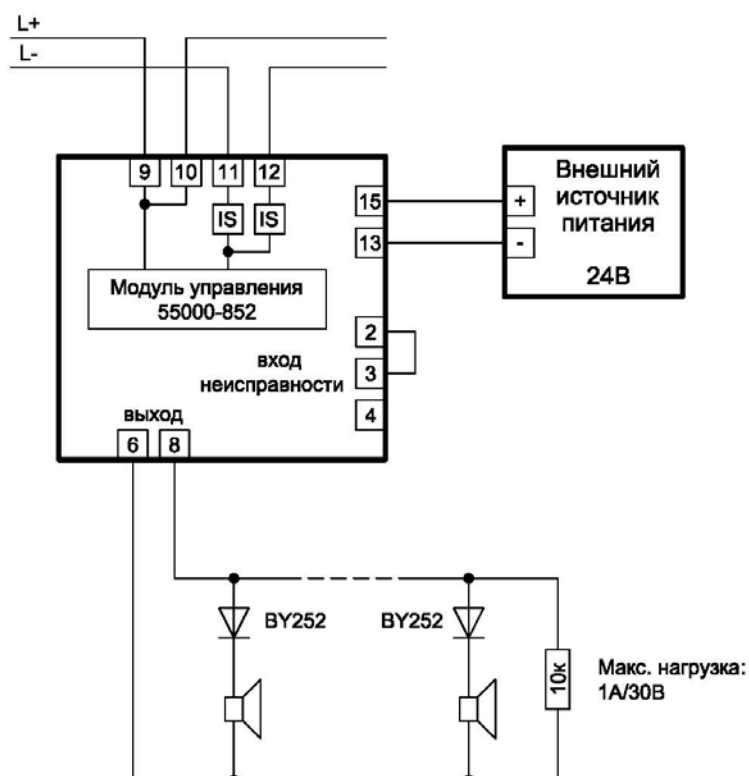 L+
L-
9 10 11 12
IS IS
15
13
Модуль управления
55000-852
Внешний
источник
питания
+
-
24В
2
3
4
вход
неисправности
выход
6 8
BY252 BY252
10к
Макс. нагрузка:
1А/30В